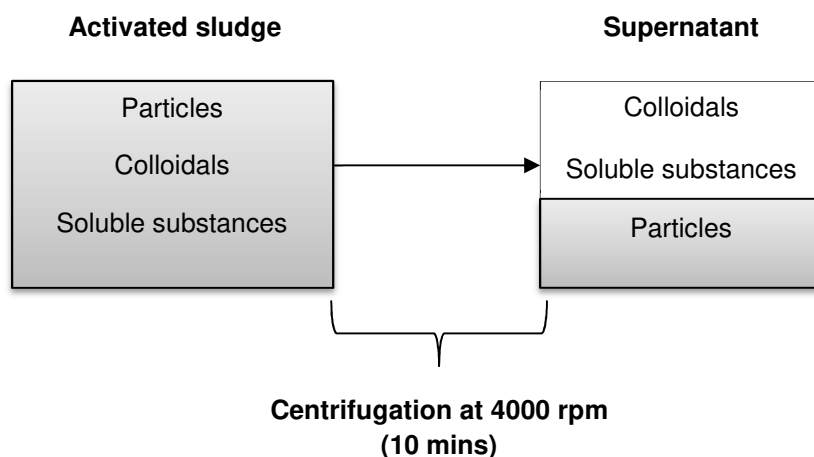 Activated sludge
Supernatant
Particles
Colloidals
Soluble substances
Colloidals
Soluble substances
Particles
Centrifugation at 4000 rpm
(10 mins)